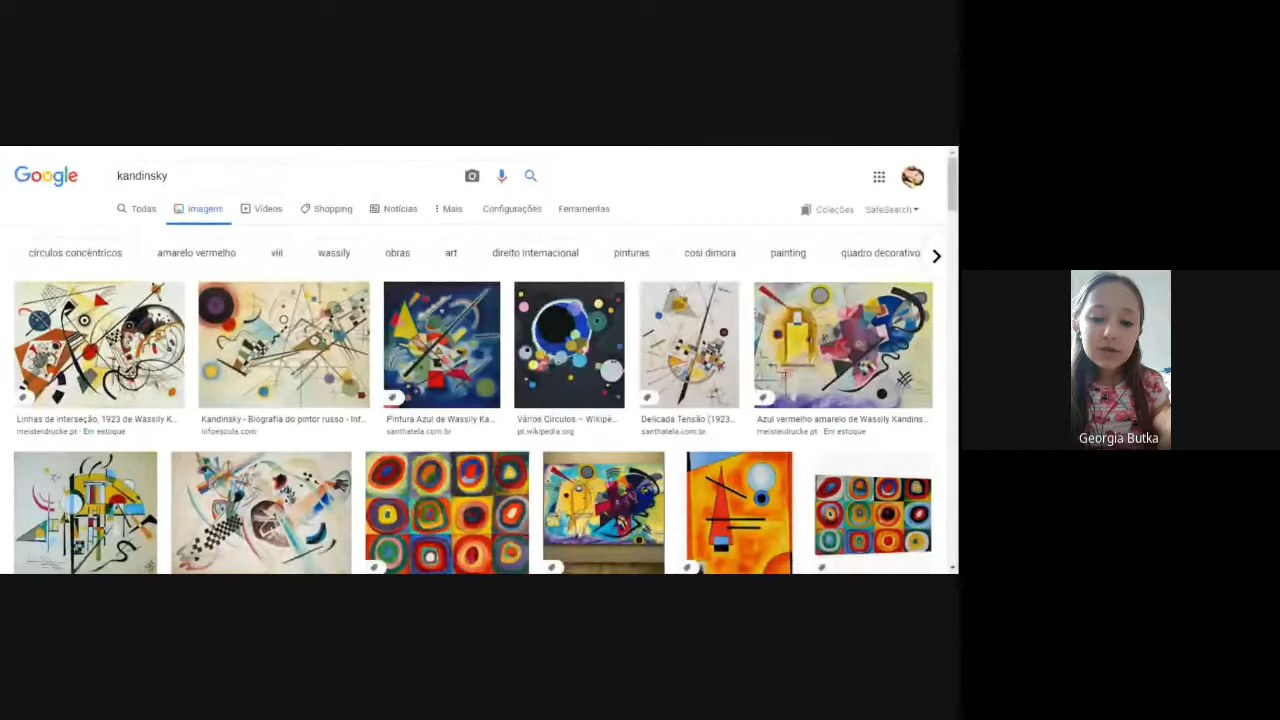 Google
kandinsky
Todas Imagens Vídeos Shopping Notícias Mais Configurações Ferramentas Coleções SafeSearch
círculos concêntricos amarelo vermelho viii wassily obras art direito internacional pinturas cosi dimora painting quadro decorativo
Linhas de interseção, 1923 de Wassily K... Kandinsky - Biografia do pintor russo - Inf... Pintura Azul de Wassily Ka... Vários Círculos – Wikipé... Delicada Tensão (1923... Azul vermelho amarelo de Wassily Kandins...
meisterdrucke.pt · Em estoque infoescola.com santhatela.com.br pt.wikipedia.org santhatela.com.br meisterdrucke.pt · Em estoque
Georgia Butka